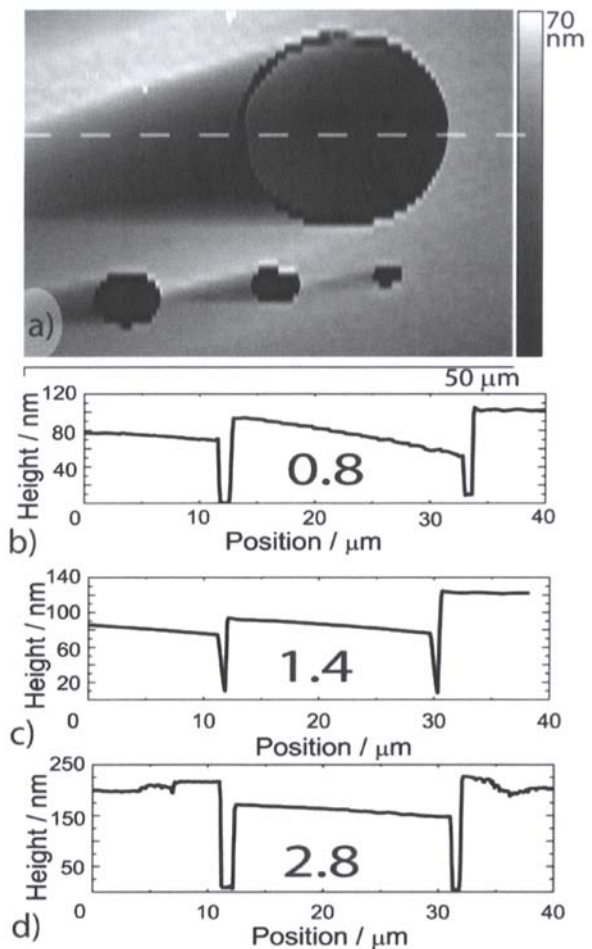 70
nm
a)
50 μm
120
80
40
Height / nm
0.8
0 10 20 30 40
Position / μm
b)
140
100
60
20
Height / nm
1.4
0 10 20 30 40
Position / μm
c)
250
150
50
Height / nm
2.8
0 10 20 30 40
Position / μm
d)